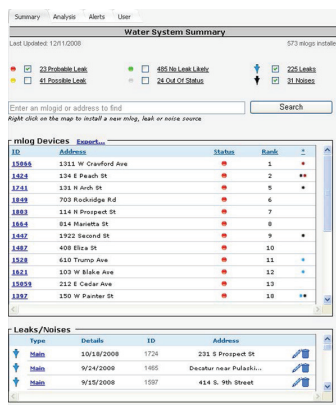 Summary Analysis Alerts User
Water System Summary
Last Updated: 12/11/2008 573 mlogs installe
23 Probable Leak 485 No Leak Likely 225 Leaks
41 Possible Leak 24 Out Of Status 31 Noises
Enter an mlogid or address to find Search
Right click on the map to install a new mlog, leak or noise source
mlog Devices Export...
ID Address Status Rank *
15066 1311 W Crawford Ave 1
1424 134 E Peach St 2
1741 131 N Arch St 5
1849 703 Rockridge Rd 6
1883 114 N Prospect St 7
1664 814 Marietta St 8
1447 1922 Second St 9
1487 408 Eliza St 10
1528 610 Trump Ave 11
1621 103 W Blake Ave 12
15059 212 E Cedar Ave 13
1397 150 W Painter St 18
Leaks/Noises
Type Details ID Address
Main 10/18/2008 1724 231 S Prospect St
Main 9/24/2008 1465 Decatur near Pulaski...
Main 9/15/2008 1597 414 S. 9th Street